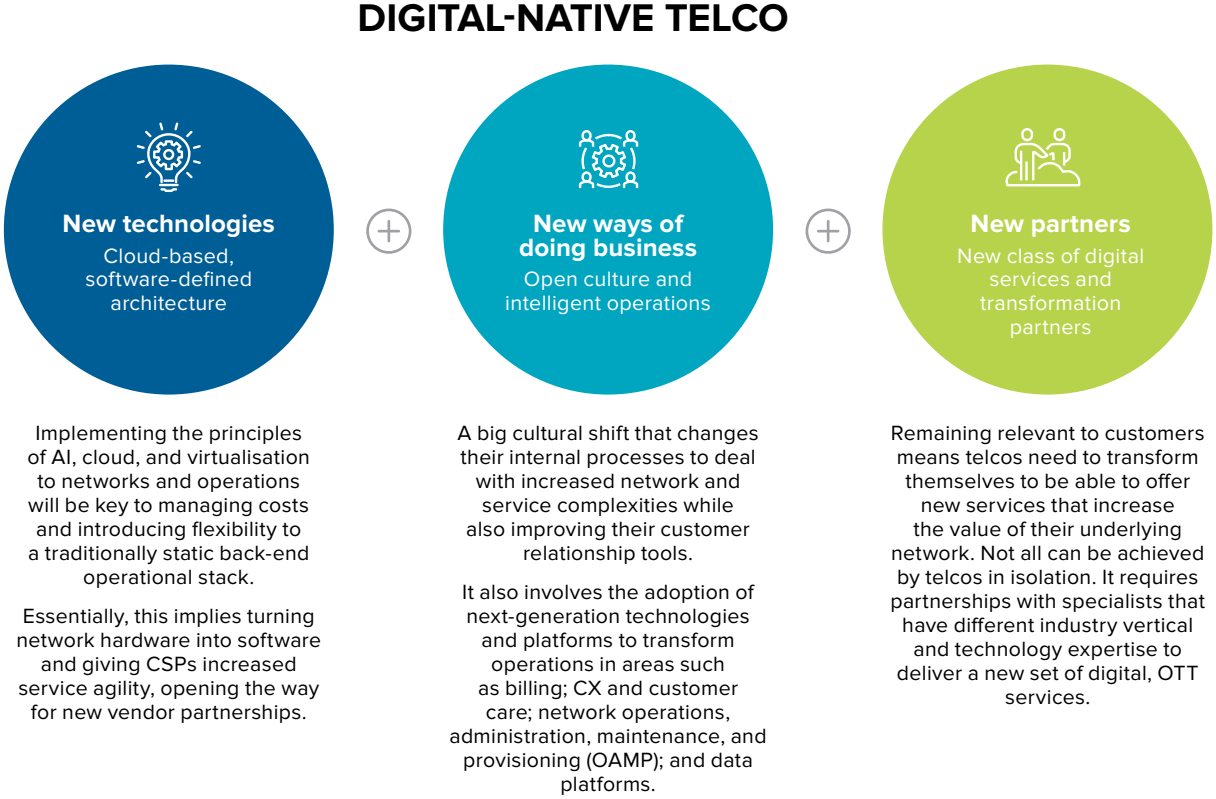 DIGITAL-NATIVE TELCO
New technologies
Cloud-based,
software-defined
architecture
New ways of
doing business
Open culture and
intelligent operations
New partners
New class of digital
services and
transformation
partners
Implementing the principles
of AI, cloud, and virtualisation
to networks and operations
will be key to managing costs
and introducing flexibility to
a traditionally static back-end
operational stack.
Essentially, this implies turning
network hardware into software
and giving CSPs increased
service agility, opening the way
for new vendor partnerships.
A big cultural shift that changes
their internal processes to deal
with increased network and
service complexities while
also improving their customer
relationship tools.
It also involves the adoption of
next-generation technologies
and platforms to transform
operations in areas such
as billing; CX and customer
care; network operations,
administration, maintenance, and
provisioning (OAMP); and data
platforms.
Remaining relevant to customers
means telcos need to transform
themselves to be able to offer
new services that increase
the value of their underlying
network. Not all can be achieved
by telcos in isolation. It requires
partnerships with specialists that
have different industry vertical
and technology expertise to
deliver a new set of digital, OTT
services.